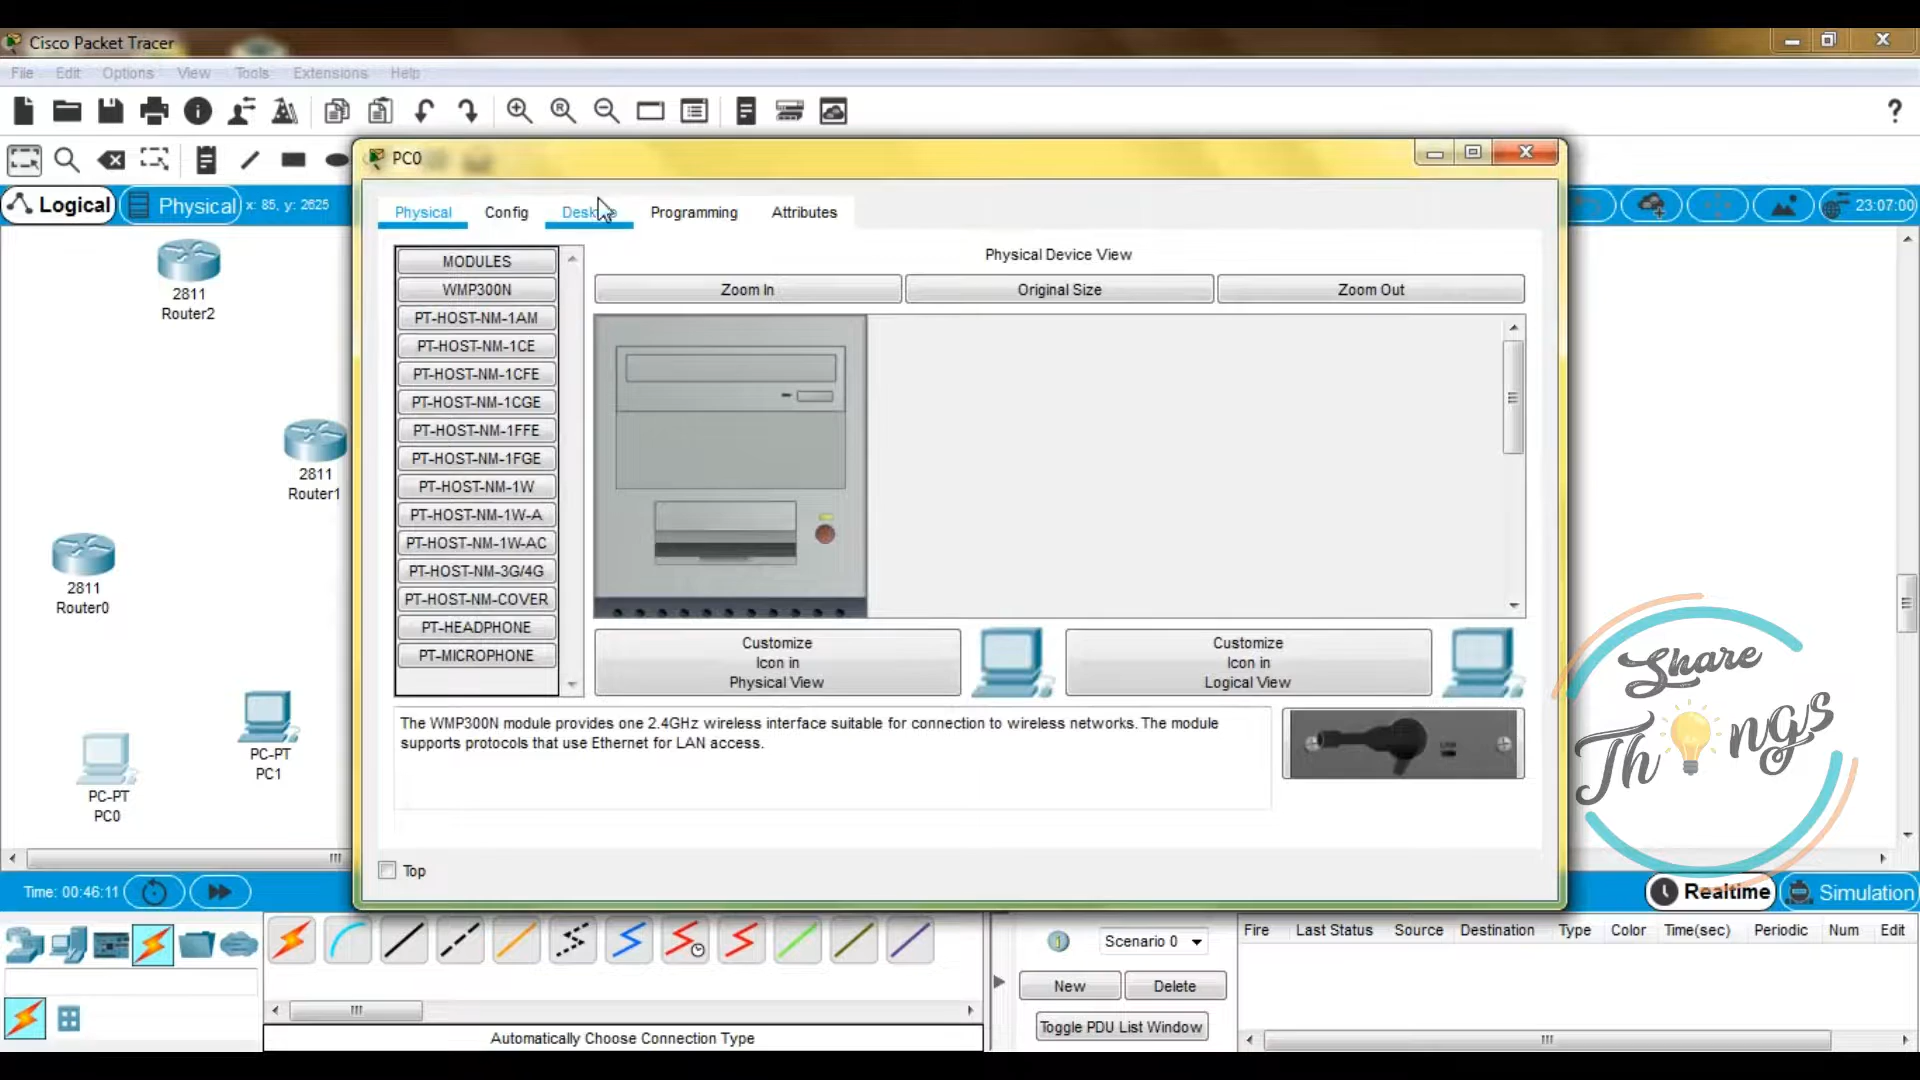 Cisco Packet Tracer
File Edit Options View Tools Extensions Help
PC0
Logical
Physical
x: 85, y: 2625
23:07:00
Physical Config Desktop Programming Attributes
MODULES
WMP300N
PT-HOST-NM-1AM
PT-HOST-NM-1CE
PT-HOST-NM-1CFE
PT-HOST-NM-1CGE
PT-HOST-NM-1FFE
PT-HOST-NM-1FGE
PT-HOST-NM-1W
PT-HOST-NM-1W-A
PT-HOST-NM-1W-AC
PT-HOST-NM-3G/4G
PT-HOST-NM-COVER
PT-HEADPHONE
PT-MICROPHONE
Physical Device View
Zoom In
Original Size
Zoom Out
Customize
Icon in
Physical View
Customize
Icon in
Logical View
The WMP300N module provides one 2.4GHz wireless interface suitable for connection to wireless networks. The module
supports protocols that use Ethernet for LAN access.
Top
2811
Router2
2811
Router1
2811
Router0
PC-PT
PC1
PC-PT
PC0
Share
Things
Time: 00:46:11
Realtime
Simulation
Scenario 0
New
Delete
Toggle PDU List Window
Fire Last Status Source Destination Type Color Time(sec) Periodic Num Edit
Automatically Choose Connection Type